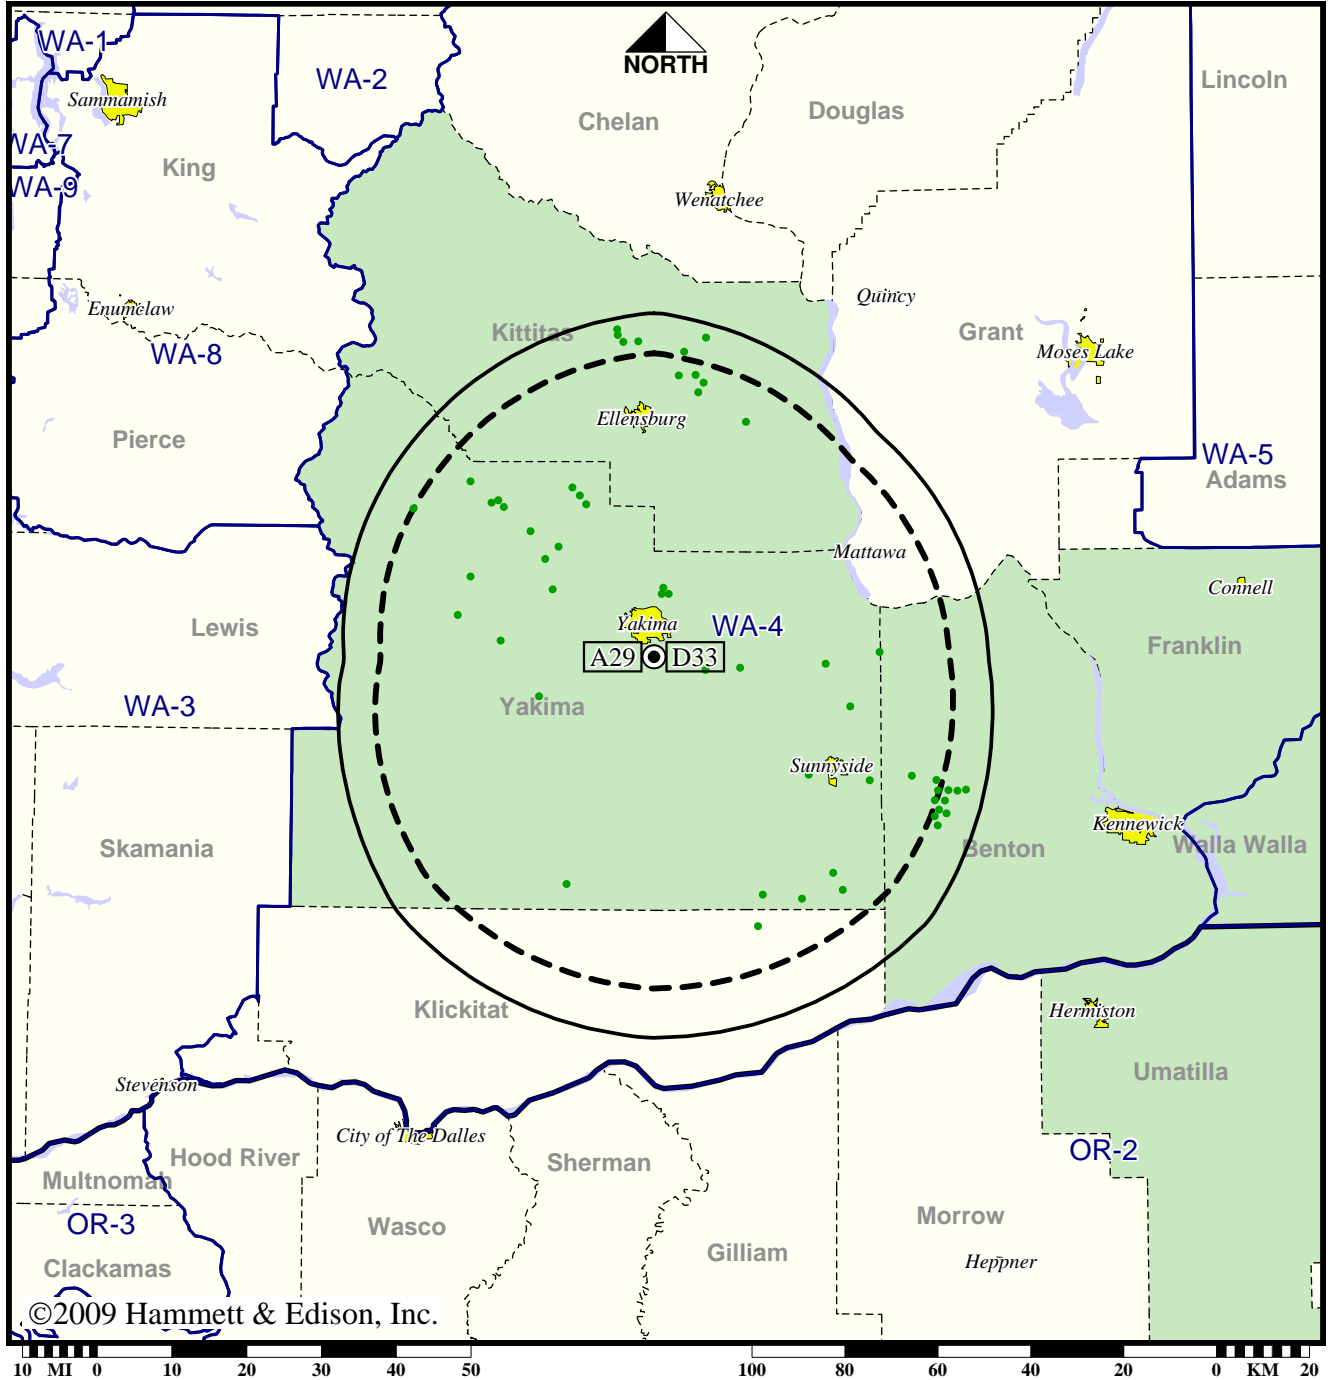 WA-1
WA-2
NORTH
Lincoln
Sammamish
Chelan
Douglas
WA-7
King
WA-9
Wenatchee
Quincy
Enumclaw
Kittitas
Grant
WA-8
Moses Lake
Ellensburg
Pierce
WA-5
Adams
Mattawa
Connell
Yakima
WA-4
Lewis
Franklin
A29
D33
WA-3
Yakima
Sunnyside
Kennewick
Skamania
Benton
Walla Walla
Klickitat
Hermiston
Umatilla
Stevenson
City of The Dalles
Hood River
Sherman
OR-2
Multnomah
OR-3
Wasco
Morrow
Gilliam
Heppner
Clackamas
©2009 Hammett & Edison, Inc.
10 MI 0 10 20 30 40 50 100 80 60 40 20 0 KM 20